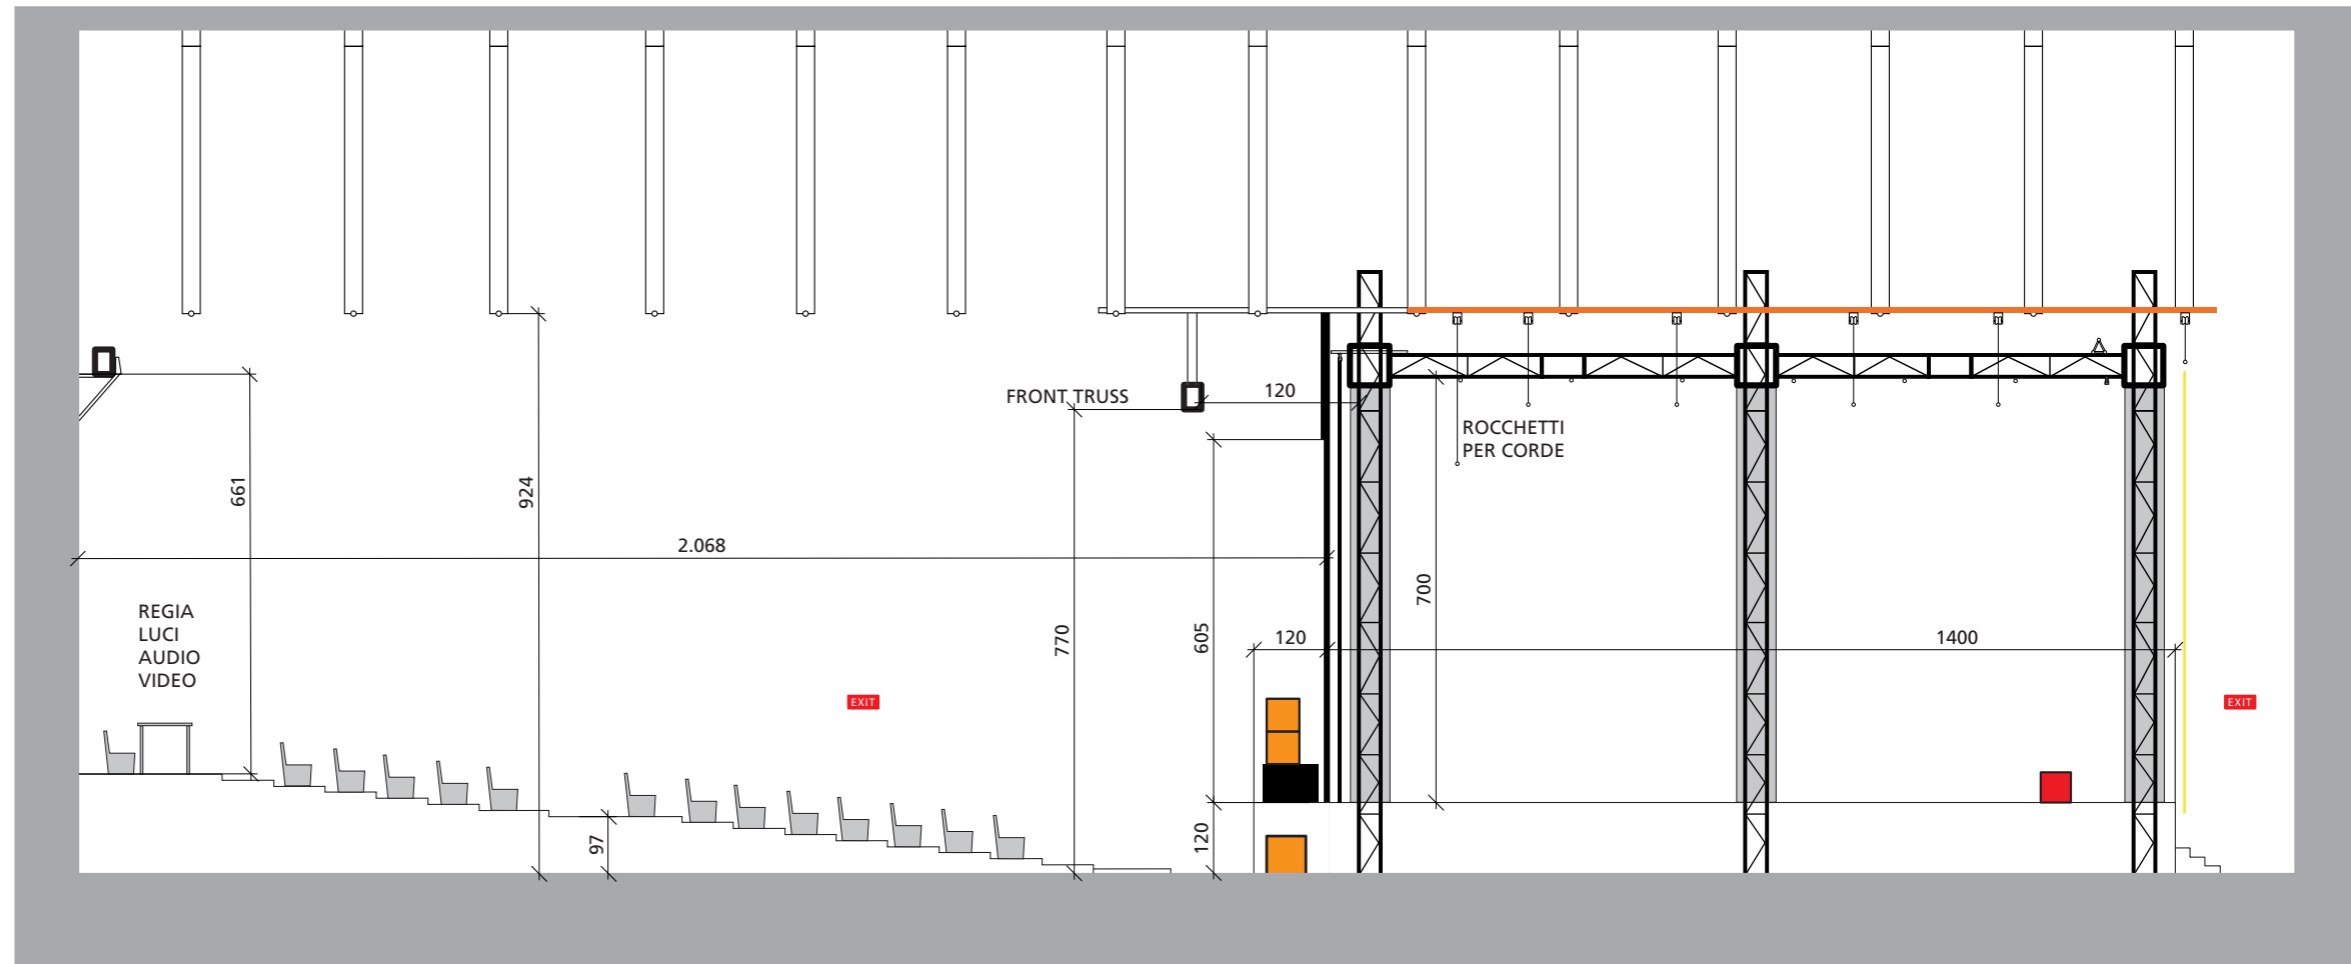 FRONT TRUSS
120
ROCCHETTI
PER CORDE
661
924
2.068
700
REGIA
LUCI
AUDIO
VIDEO
770
605
120
1400
EXIT
EXIT
97
120